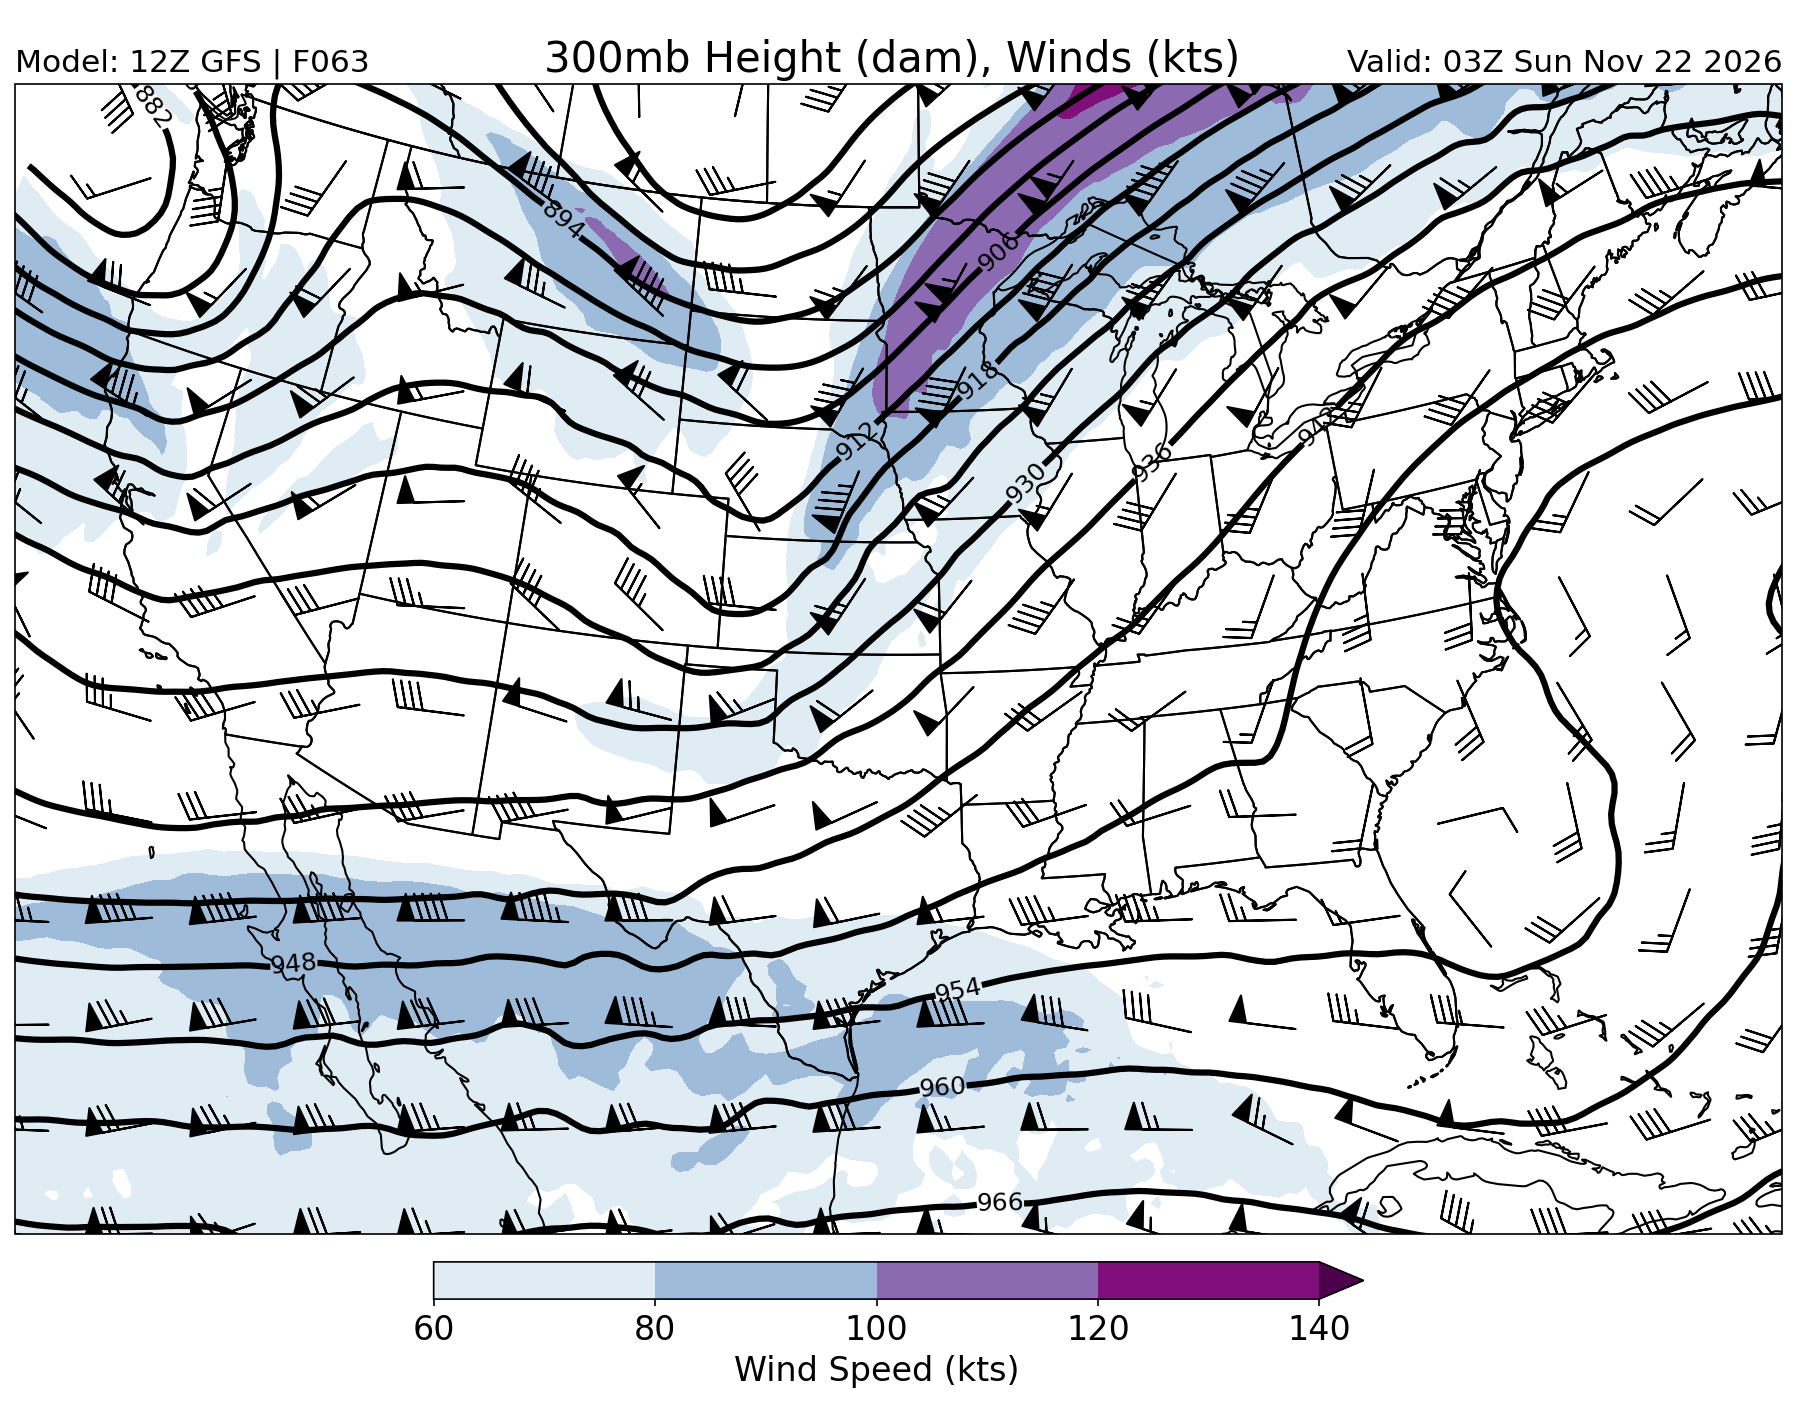 Model: 12Z GFS | F063
300mb Height (dam), Winds (kts)
Valid: 03Z Sun Nov 22 2026
882
894
906
918
912
942
936
930
948
954
960
966
60 80 100 120 140
Wind Speed (kts)